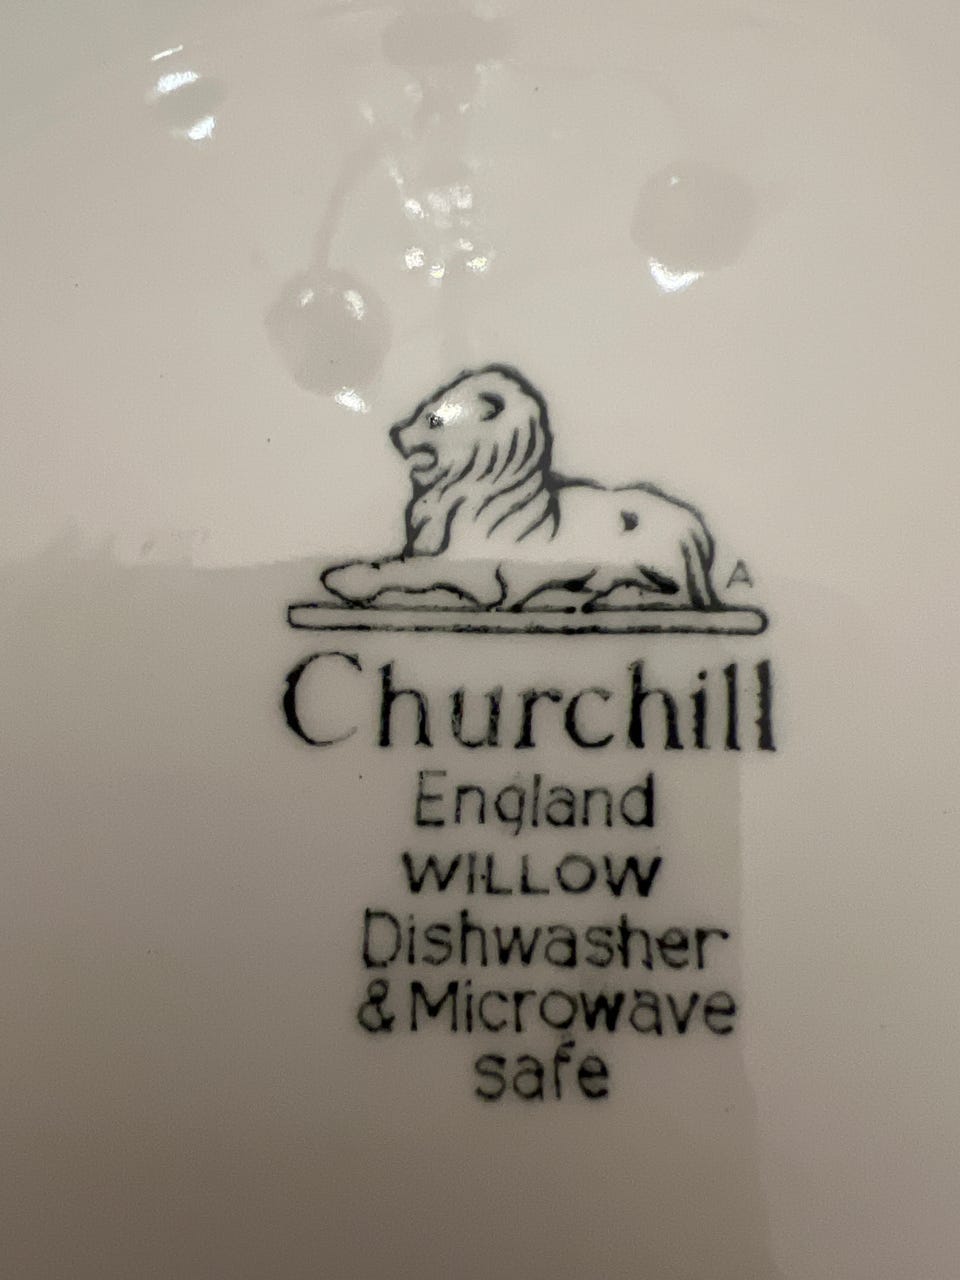 A
Churchill
England
WILLOW
Dishwasher
& Microwave
safe